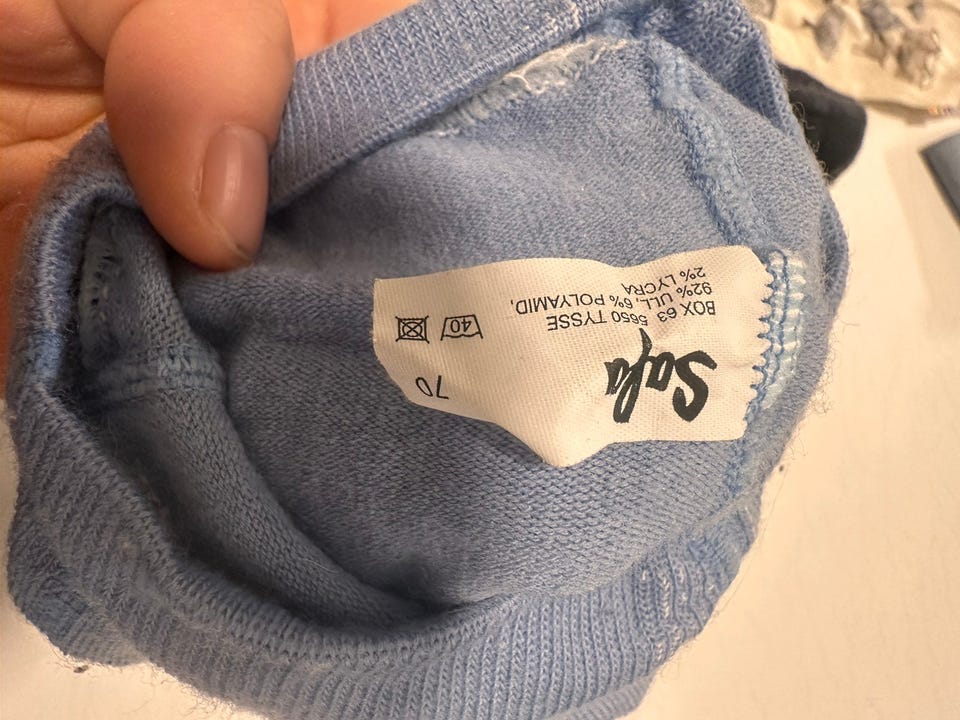 Safa
BOX 63, 5650 TYSSE
92% ULL, 6% POLYAMID,
2% LYCRA
40
70